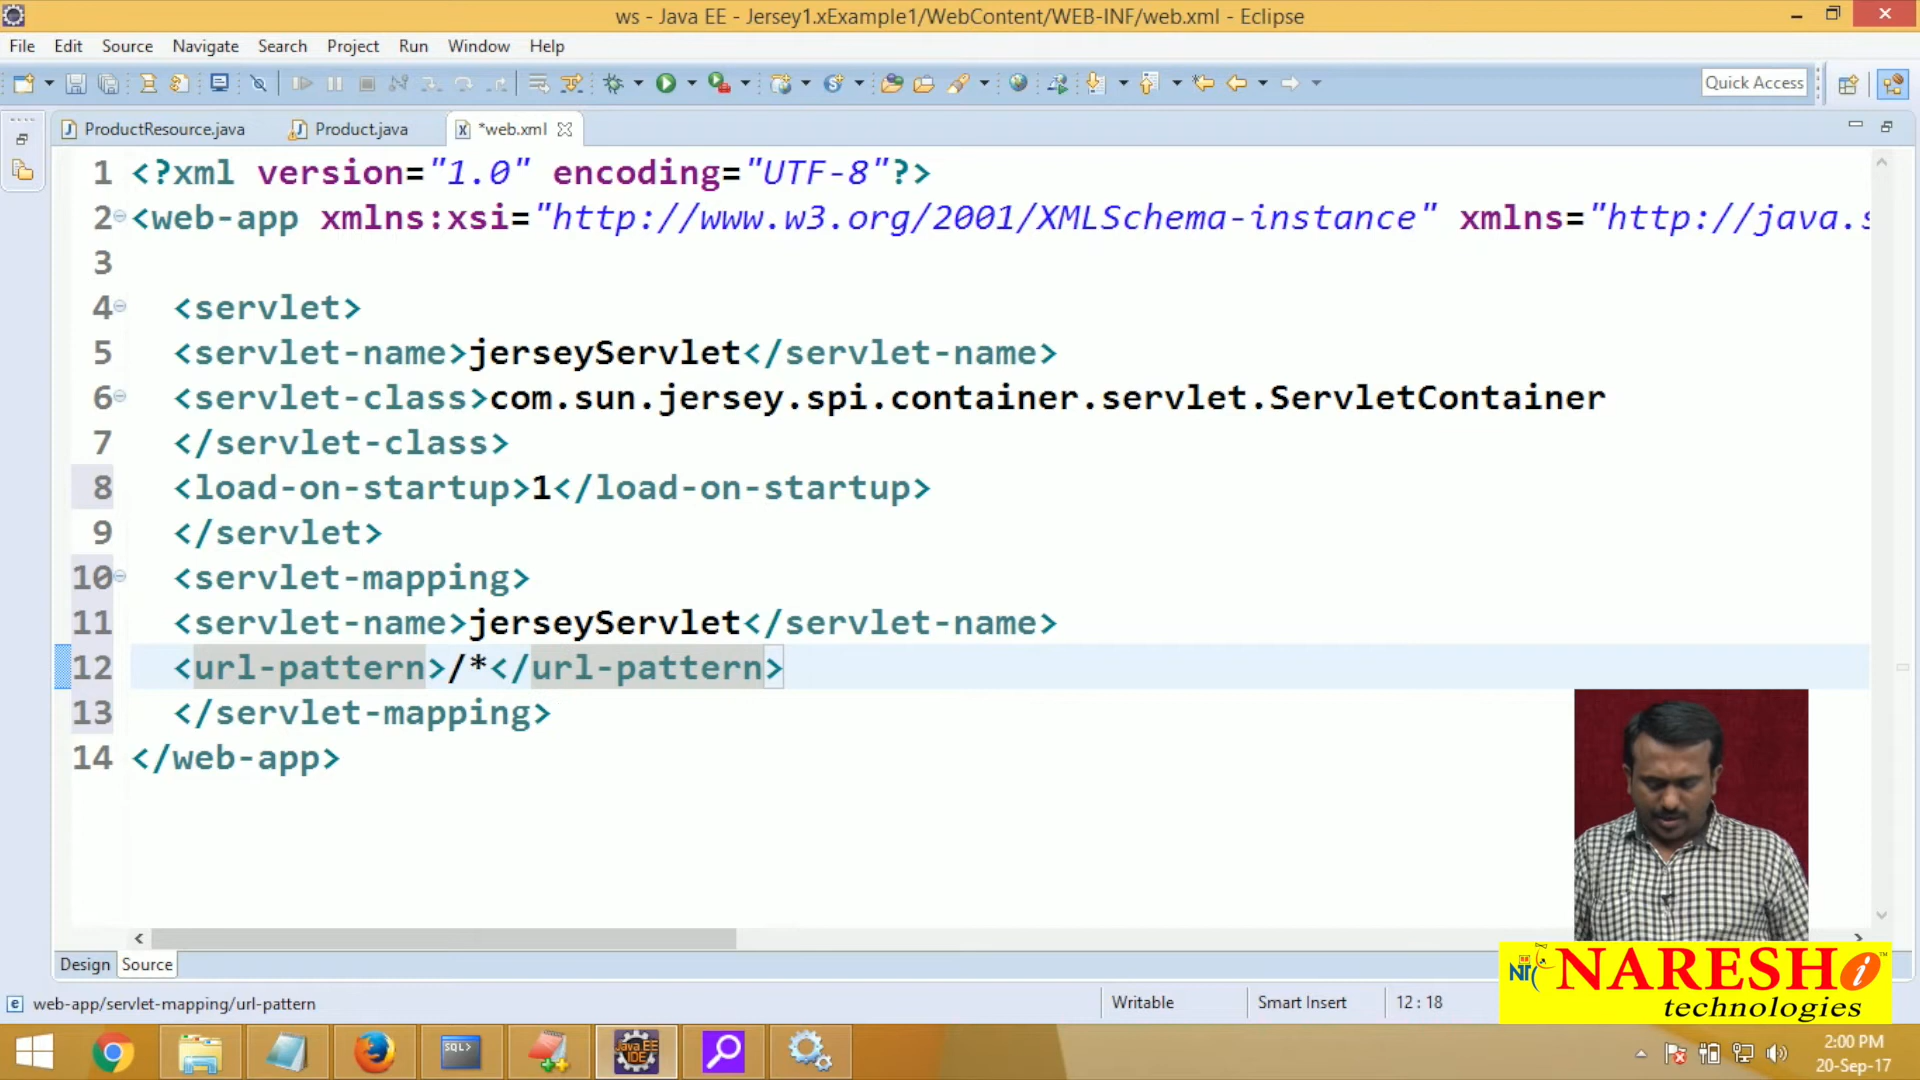 ws - Java EE - Jersey1.xExample1/WebContent/WEB-INF/web.xml - Eclipse
File Edit Source Navigate Search Project Run Window Help
Quick Access
ProductResource.java Product.java *web.xml
1 <?xml version="1.0" encoding="UTF-8"?>
2 <web-app xmlns:xsi="http://www.w3.org/2001/XMLSchema-instance" xmlns="http://java.s
3
4 <servlet>
5 <servlet-name>jerseyServlet</servlet-name>
6 <servlet-class>com.sun.jersey.spi.container.servlet.ServletContainer
7 </servlet-class>
8 <load-on-startup>1</load-on-startup>
9 </servlet>
10 <servlet-mapping>
11 <servlet-name>jerseyServlet</servlet-name>
12 <url-pattern>/*</url-pattern>
13 </servlet-mapping>
14 </web-app>
Design Source
web-app/servlet-mapping/url-pattern Writable Smart Insert 12 : 18
NARESH i
technologies
SQL>
Java EE
IDE
2:00 PM
20-Sep-17